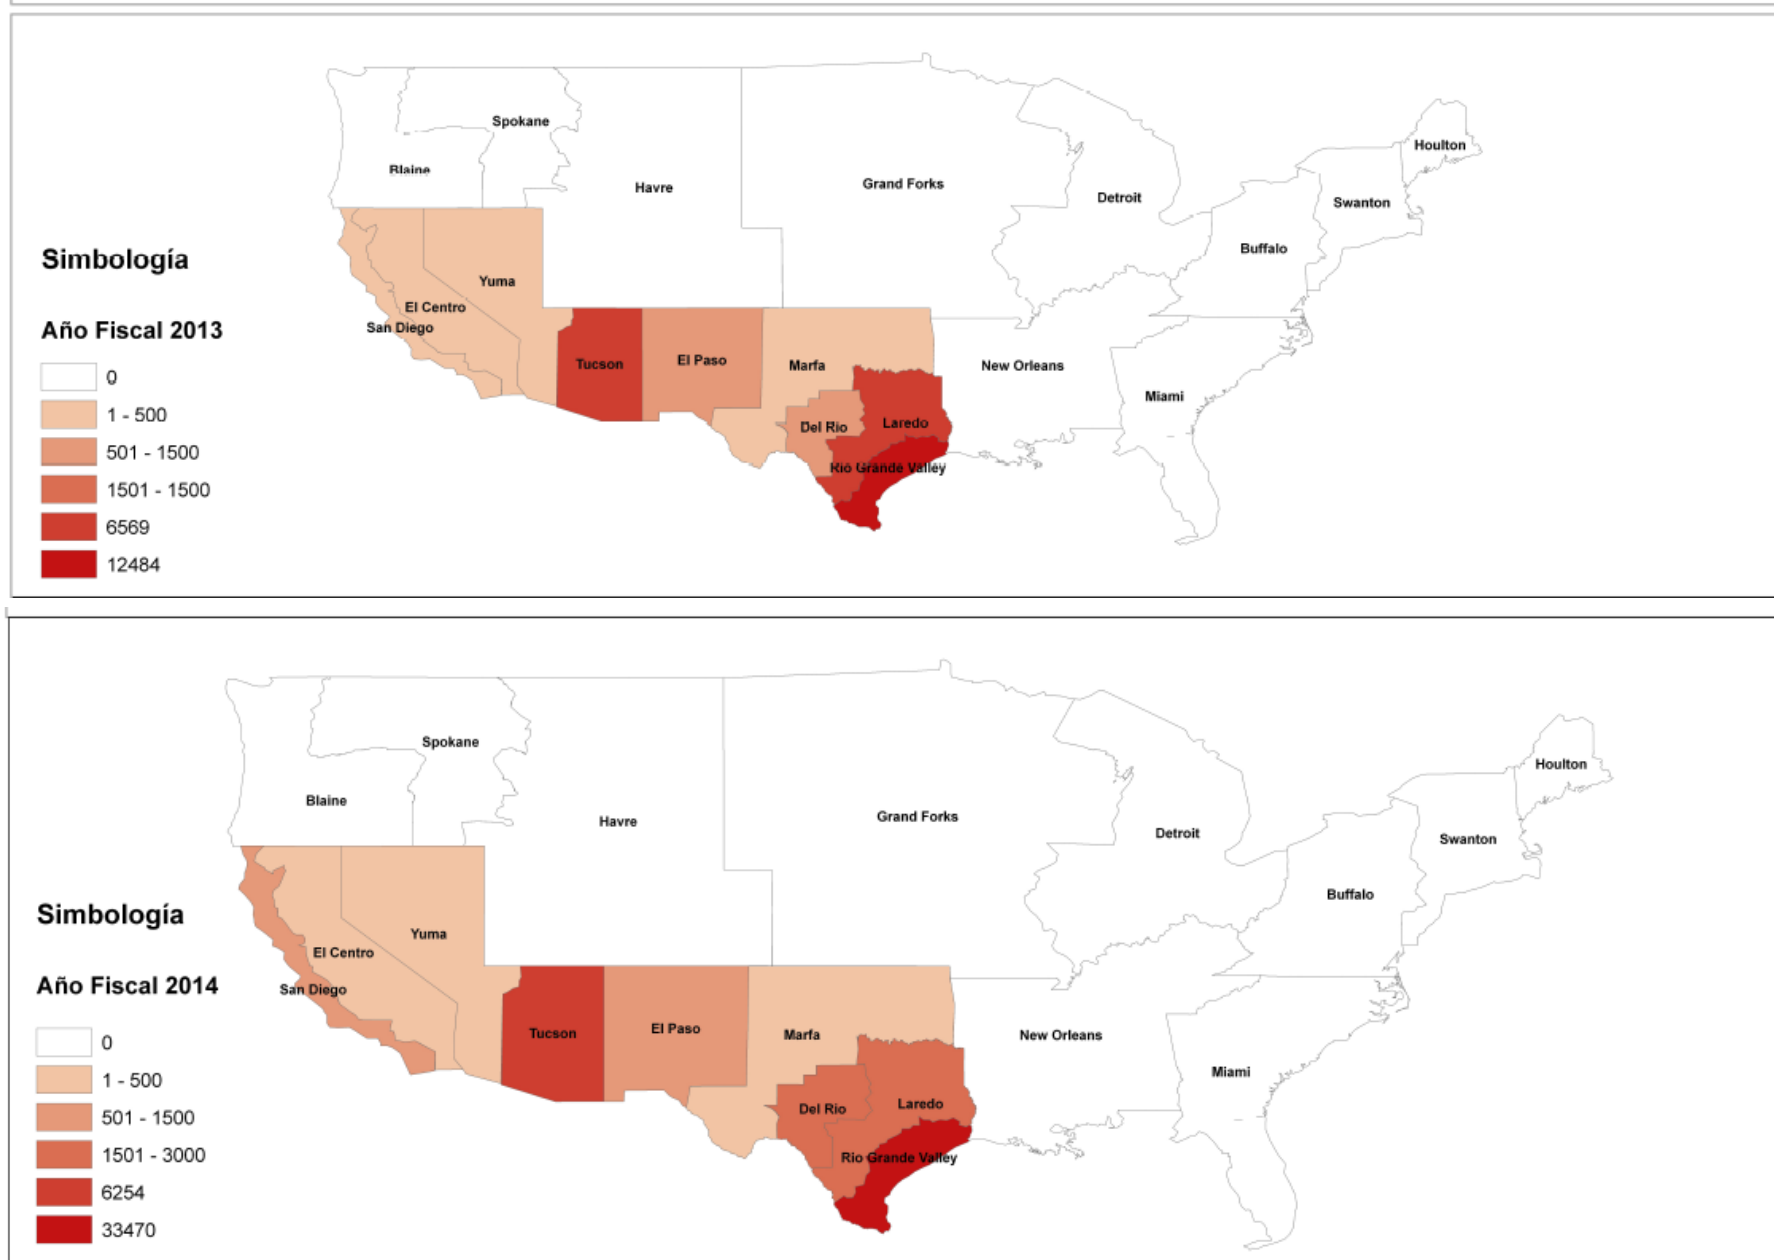 Spokane
Houlton
Blaine
Havre
Grand Forks
Detroit
Swanton
Buffalo
Simbología
Yuma
El Centro
San Diego
Año Fiscal 2013
Tucson
El Paso
Marfa
New Orleans
Miami
Del Rio
Laredo
Rio Grande Valley
0
1 - 500
501 - 1500
1501 - 1500
6569
12484
Spokane
Houlton
Blaine
Havre
Grand Forks
Detroit
Swanton
Buffalo
Simbología
Yuma
El Centro
San Diego
Año Fiscal 2014
Tucson
El Paso
Marfa
New Orleans
Miami
Del Rio
Laredo
Rio Grande Valley
0
1 - 500
501 - 1500
1501 - 3000
6254
33470